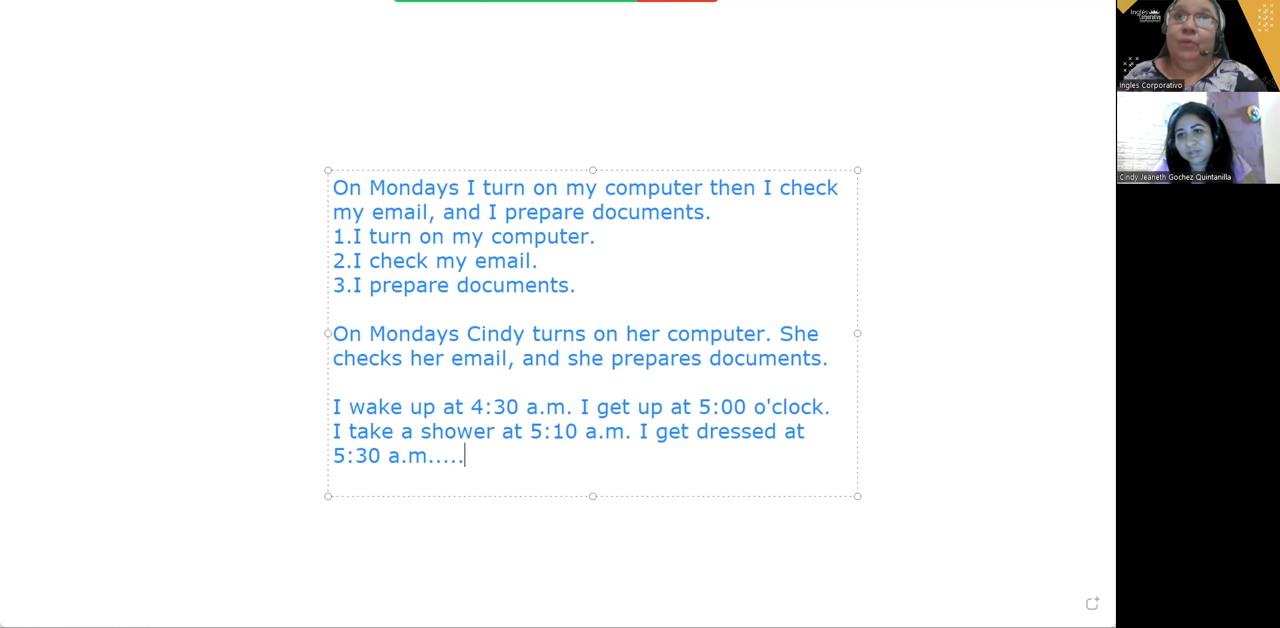 On Mondays I turn on my computer then I check
my email, and I prepare documents.
1.I turn on my computer.
2.I check my email.
3.I prepare documents.
On Mondays Cindy turns on her computer. She
checks her email, and she prepares documents.
I wake up at 4:30 a.m. I get up at 5:00 o'clock.
I take a shower at 5:10 a.m. I get dressed at
5:30 a.m.....
Inglés
Corporativo
Ingles Corporativo
Cindy Jeaneth Gochez Quintanilla